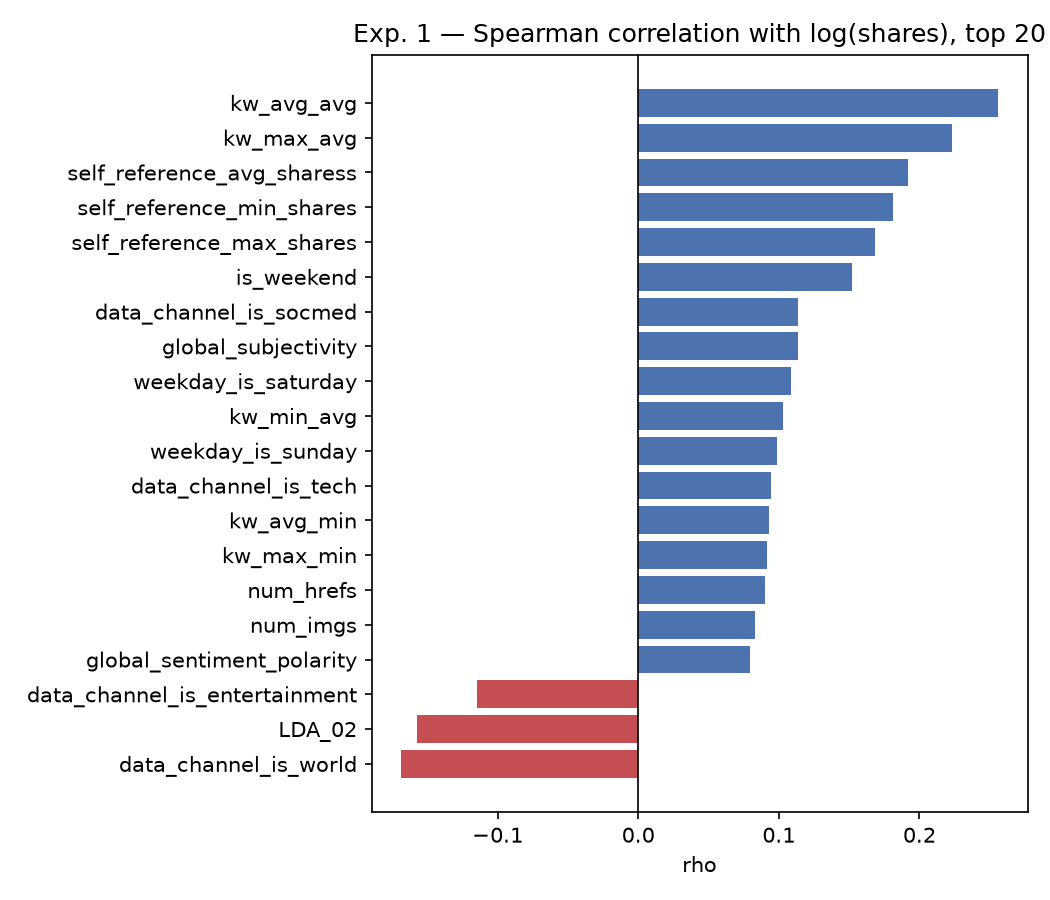 Exp. 1 — Spearman correlation with log(shares), top 20
kw_avg_avg
kw_max_avg
self_reference_avg_sharess
self_reference_min_shares
self_reference_max_shares
is_weekend
data_channel_is_socmed
global_subjectivity
weekday_is_saturday
kw_min_avg
weekday_is_sunday
data_channel_is_tech
kw_avg_min
kw_max_min
num_hrefs
num_imgs
global_sentiment_polarity
data_channel_is_entertainment
LDA_02
data_channel_is_world
−0.1 0.0 0.1 0.2
rho